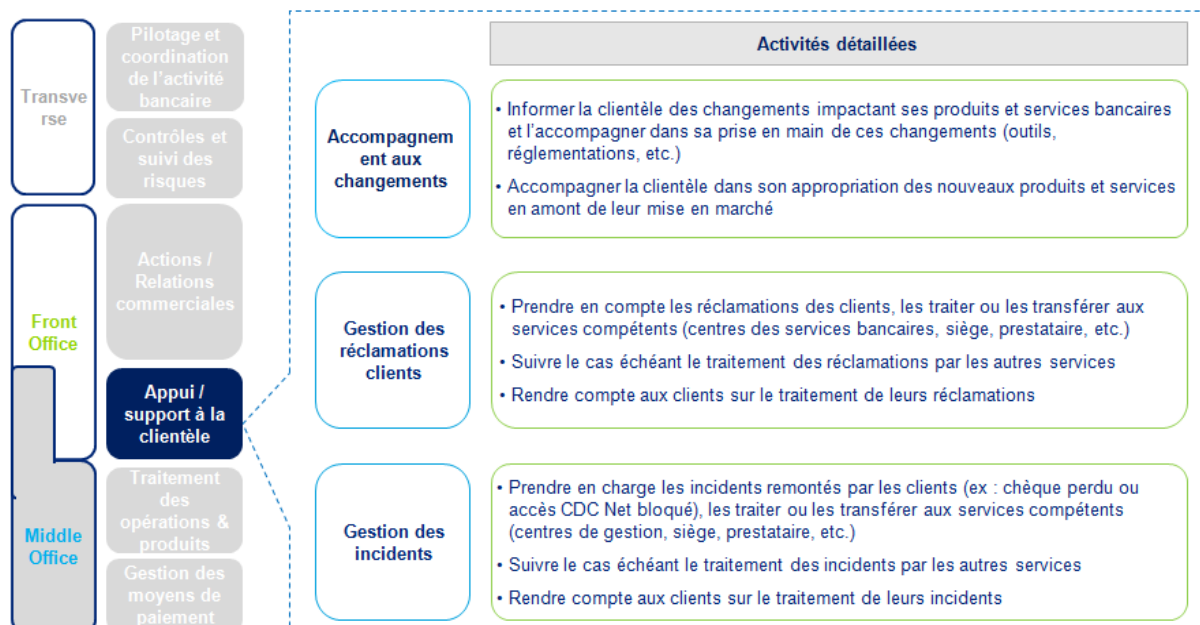 Transve
rse
Pilotage et
coordination
de l'activité
bancaire
Contrôles et
suivi des
risques
Front
Office
Actions /
Relations
commerciales
Appui /
support à la
clientèle
Middle
Office
Traitement
des
opérations &
produits
Gestion des
moyens de
paiement
Activités détaillées
Accompagnem
ent aux
changements
• Informer la clientèle des changements impactant ses produits et services bancaires
et l'accompagner dans sa prise en main de ces changements (outils,
réglementations, etc.)
• Accompagner la clientèle dans son appropriation des nouveaux produits et services
en amont de leur mise en marché
Gestion des
réclamations
clients
• Prendre en compte les réclamations des clients, les traiter ou les transférer aux
services compétents (centres des services bancaires, siège, prestataire, etc.)
• Suivre le cas échéant le traitement des réclamations par les autres services
• Rendre compte aux clients sur le traitement de leurs réclamations
Gestion des
incidents
• Prendre en charge les incidents remontés par les clients (ex : chèque perdu ou
accès CDC Net bloqué), les traiter ou les transférer aux services compétents
(centres de gestion, siège, prestataire, etc.)
• Suivre le cas échéant le traitement des incidents par les autres services
• Rendre compte aux clients sur le traitement de leurs incidents